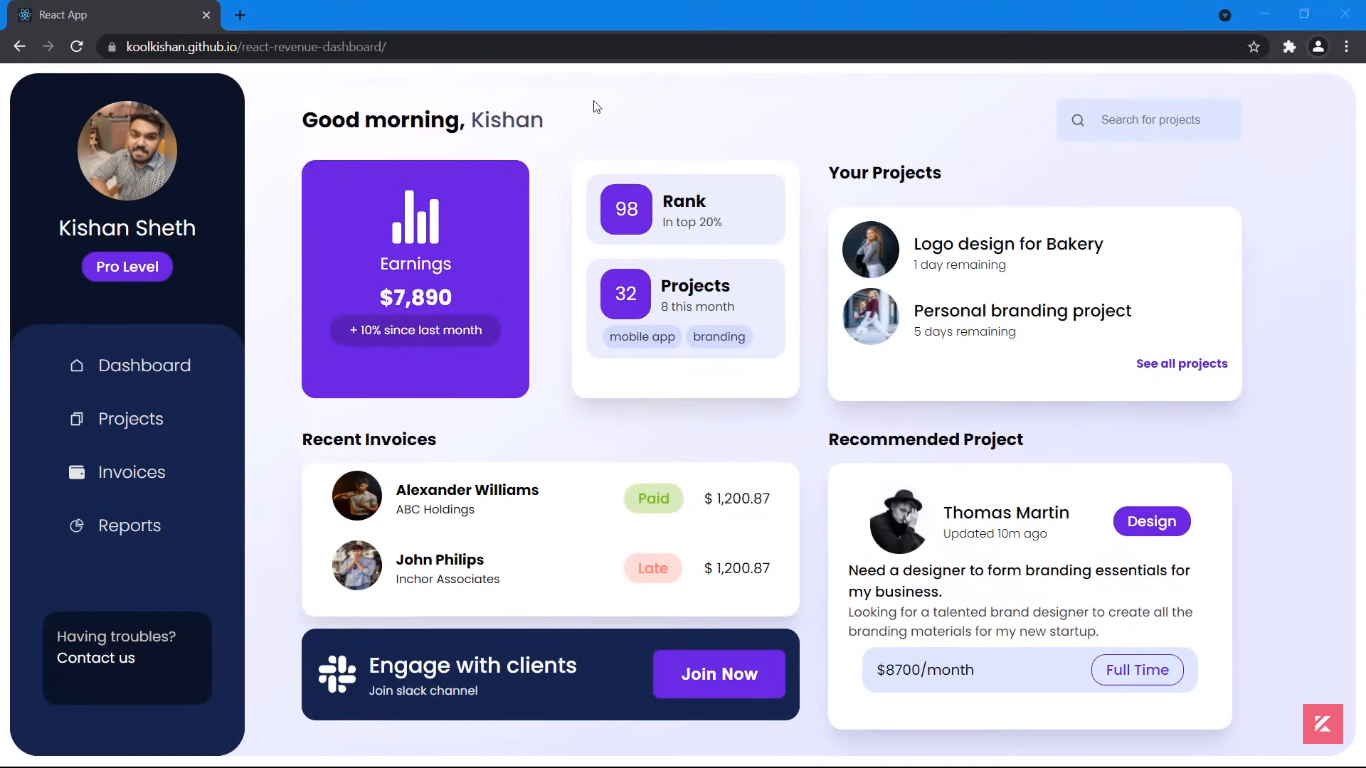 React App
koolkishan.github.io/react-revenue-dashboard/
Kishan Sheth
Pro Level
Dashboard
Projects
Invoices
Reports
Having troubles?
Contact us
Good morning, Kishan
Search for projects
Earnings
$7,890
+ 10% since last month
98
Rank
In top 20%
32
Projects
8 this month
mobile app branding
Your Projects
Logo design for Bakery
1 day remaining
Personal branding project
5 days remaining
See all projects
Recent Invoices
Alexander Williams
ABC Holdings
Paid
$ 1,200.87
John Philips
Inchor Associates
Late
$ 1,200.87
Engage with clients
Join slack channel
Join Now
Recommended Project
Thomas Martin
Updated 10m ago
Design
Need a designer to form branding essentials for
my business.
Looking for a talented brand designer to create all the
branding materials for my new startup.
$8700/month
Full Time